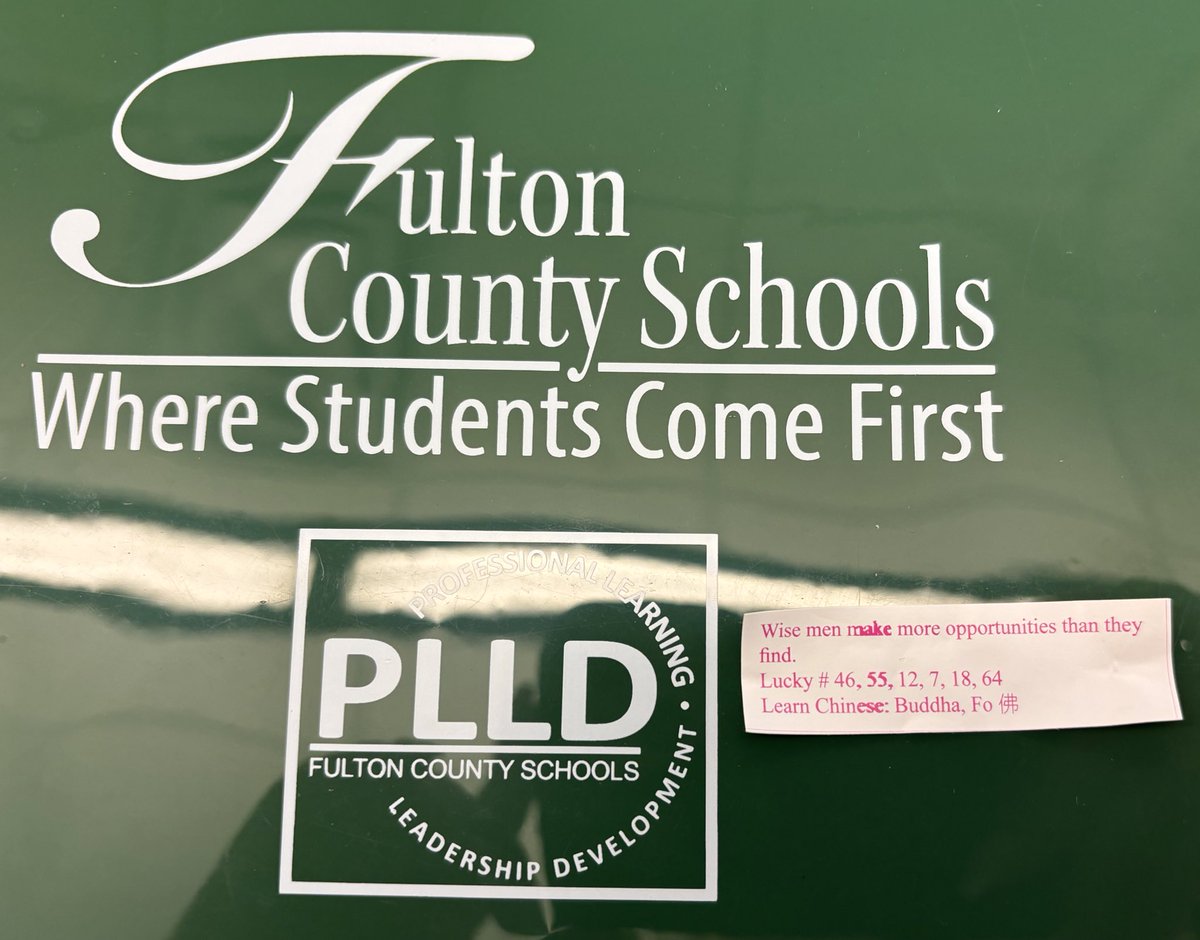 Fulton
County Schools
Where Students Come First
PROFESSIONAL LEARNING • LEADERSHIP DEVELOPMENT
PLLD
FULTON COUNTY SCHOOLS
Wise men make more opportunities than they
find.
Lucky # 46, 55, 12, 7, 18, 64
Learn Chinese: Buddha, Fo 佛